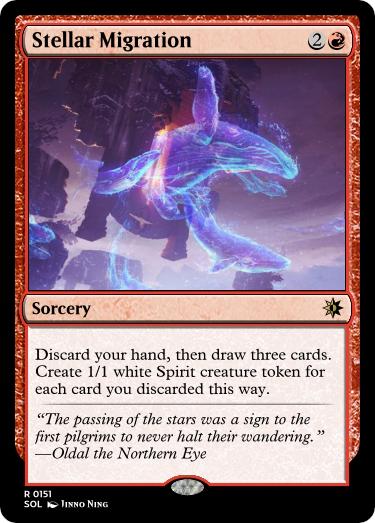 Stellar Migration 2
Sorcery
Discard your hand, then draw three cards.
Create 1/1 white Spirit creature token for
each card you discarded this way.
“The passing of the stars was a sign to the
first pilgrims to never halt their wandering.”
—Oldal the Northern Eye
R 0151
SOL Jinno Ning